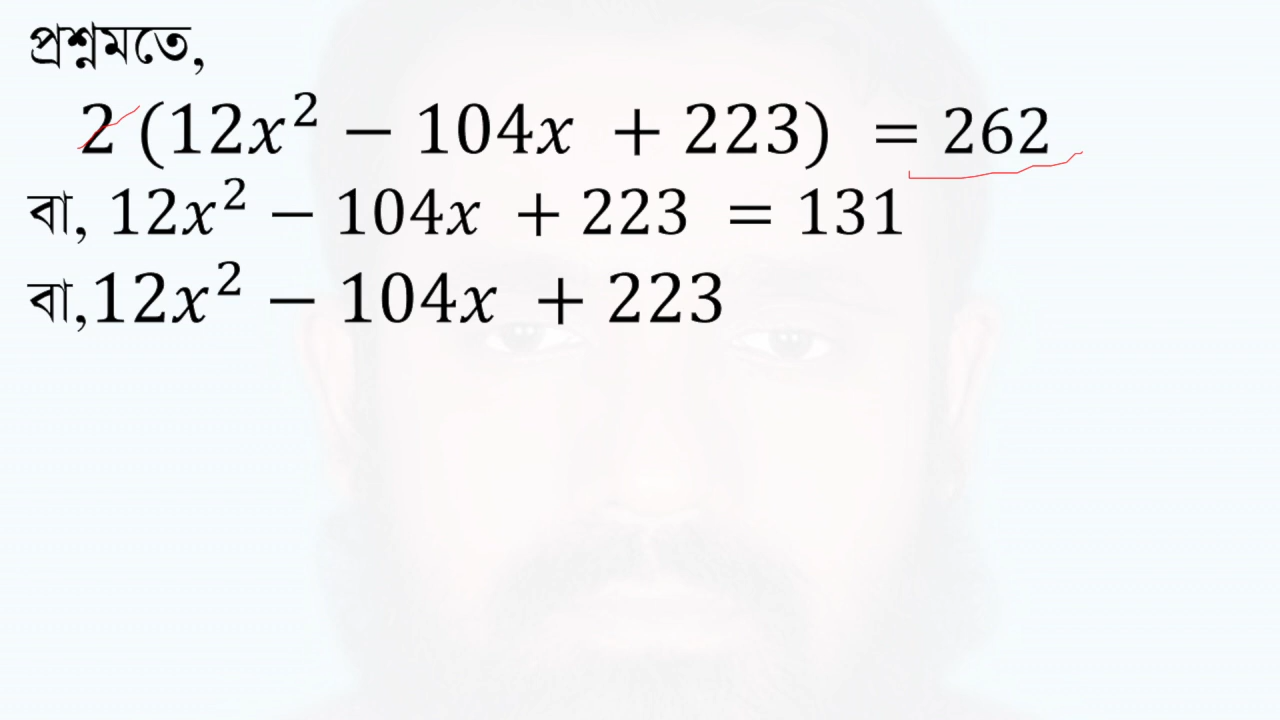 প্রশ্নমতে,
2 (12x² − 104x + 223) = 262
বা, 12x² − 104x + 223 = 131
বা,12x² − 104x + 223